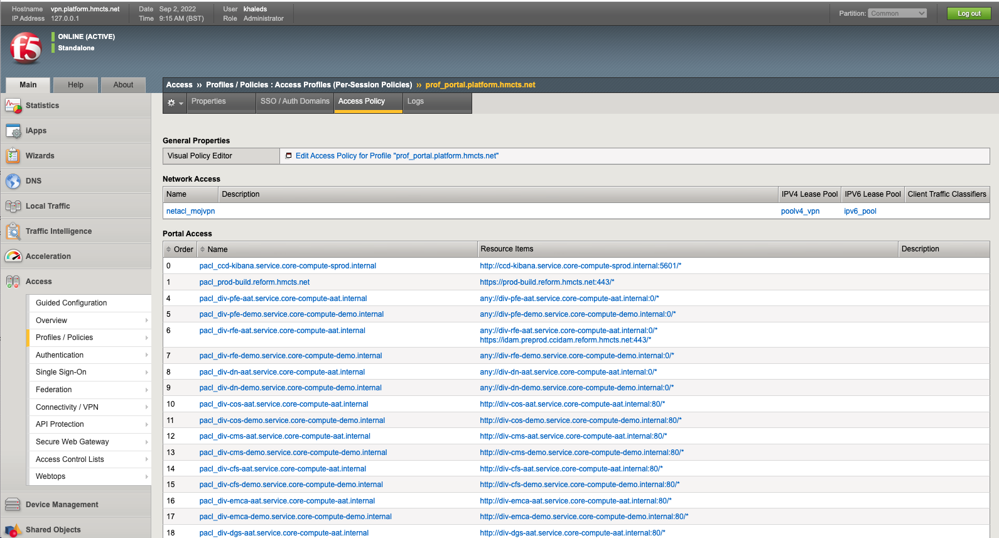 Hostname vpn.platform.hmcts.net Date Sep 2, 2022 User khaleds
IP Address 127.0.0.1 Time 9:15 AM (BST) Role Administrator
Partition: Common Log out
f5
ONLINE (ACTIVE)
Standalone
Main Help About
Access ›› Profiles / Policies : Access Profiles (Per-Session Policies) ›› prof_portal.platform.hmcts.net
Properties SSO / Auth Domains Access Policy Logs
Statistics
iApps
Wizards
DNS
Local Traffic
Traffic Intelligence
Acceleration
Access
Guided Configuration
Overview
Profiles / Policies
Authentication
Single Sign-On
Federation
Connectivity / VPN
API Protection
Secure Web Gateway
Access Control Lists
Webtops
Device Management
Shared Objects
General Properties
Visual Policy Editor Edit Access Policy for Profile "prof_portal.platform.hmcts.net"
Network Access
Name Description IPV4 Lease Pool IPV6 Lease Pool Client Traffic Classifiers
netacl_mojvpn poolv4_vpn ipv6_pool
Portal Access
Order Name Resource Items Description
0 pacl_ccd-kibana.service.core-compute-sprod.internal http://ccd-kibana.service.core-compute-sprod.internal:5601/*
1 pacl_prod-build.reform.hmcts.net https://prod-build.reform.hmcts.net:443/*
4 pacl_div-pfe-aat.service.core-compute-aat.internal any://div-pfe-aat.service.core-compute-aat.internal:0/*
5 pacl_div-pfe-demo.service.core-compute-demo.internal any://div-pfe-demo.service.core-compute-demo.internal:0/*
6 pacl_div-rfe-aat.service.core-compute-aat.internal any://div-rfe-aat.service.core-compute-aat.internal:0/*
https://idam.preprod.ccidam.reform.hmcts.net:443/*
7 pacl_div-rfe-demo.service.core-compute-demo.internal any://div-rfe-demo.service.core-compute-demo.internal:0/*
8 pacl_div-dn-aat.service.core-compute-aat.internal any://div-dn-aat.service.core-compute-aat.internal:0/*
9 pacl_div-dn-demo.service.core-compute-demo.internal any://div-dn-demo.service.core-compute-demo.internal:0/*
10 pacl_div-cos-aat.service.core-compute-aat.internal http://div-cos-aat.service.core-compute-aat.internal:80/*
11 pacl_div-cos-demo.service.core-compute-demo.internal http://div-cos-demo.service.core-compute-demo.internal:80/*
12 pacl_div-cms-aat.service.core-compute-aat.internal http://div-cms-aat.service.core-compute-aat.internal:80/*
13 pacl_div-cms-demo.service.core-compute-demo.internal http://div-cms-demo.service.core-compute-demo.internal:80/*
14 pacl_div-cfs-aat.service.core-compute-aat.internal http://div-cfs-aat.service.core-compute-aat.internal:80/*
15 pacl_div-cfs-demo.service.core-compute-demo.internal http://div-cfs-demo.service.core-compute-demo.internal:80/*
16 pacl_div-emca-aat.service.core-compute-aat.internal http://div-emca-aat.service.core-compute-aat.internal:80/*
17 pacl_div-emca-demo.service.core-compute-demo.internal http://div-emca-demo.service.core-compute-demo.internal:80/*
18 pacl_div-dgs-aat.service.core-compute-aat.internal http://div-dgs-aat.service.core-compute-aat.internal:80/*